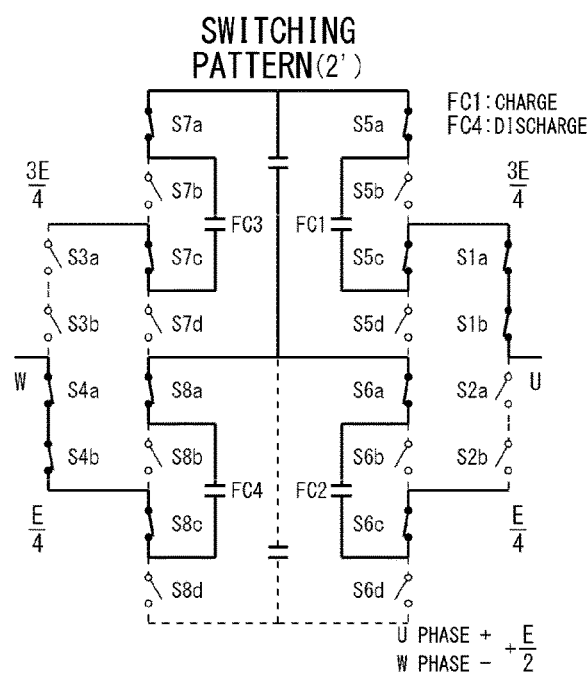 SWITCHING
PATTERN(2')
FC1:CHARGE
FC4:DISCHARGE
S7a
S5a
3E
4
S7b
S5b
3E
4
FC3
FC1
S3a
S7c
S5c
S1a
S3b
S7d
S5d
S1b
W
U
S4a
S8a
S6a
S2a
S4b
S8b
S6b
S2b
FC4
FC2
E
4
S8c
S6c
E
4
S8d
S6d
U PHASE +
W PHASE -
+E
2